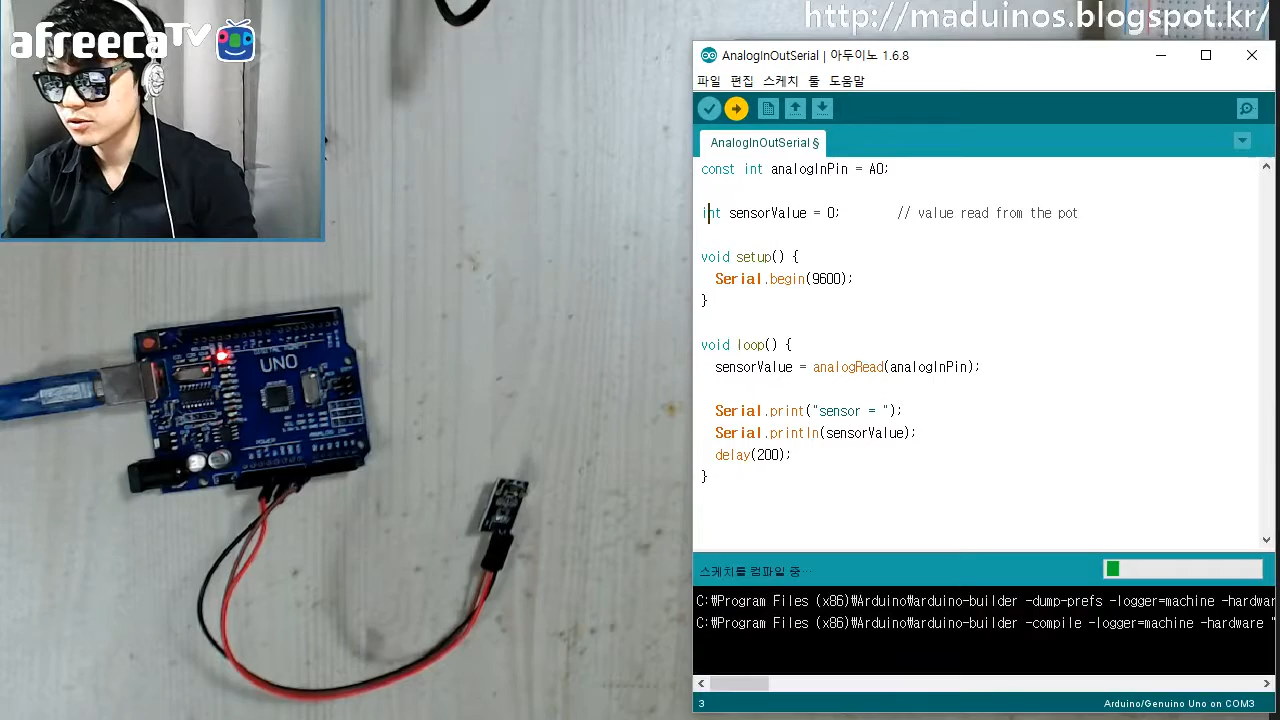 afreecaTV
http://maduinos.blogspot.kr/
AnalogInOutSerial | 아두이노 1.6.8
파일 편집 스케치 툴 도움말
AnalogInOutSerial §
const int analogInPin = A0;
int sensorValue = 0; // value read from the pot
void setup() {
Serial.begin(9600);
}
void loop() {
sensorValue = analogRead(analogInPin);
Serial.print("sensor = ");
Serial.println(sensorValue);
delay(200);
}
스케치를 컴파일 중…
C:\Program Files (x86)\Arduino\arduino-builder -dump-prefs -logger=machine -hardware
C:\Program Files (x86)\Arduino\arduino-builder -compile -logger=machine -hardware "
3 Arduino/Genuino Uno on COM3
UNO
POWER